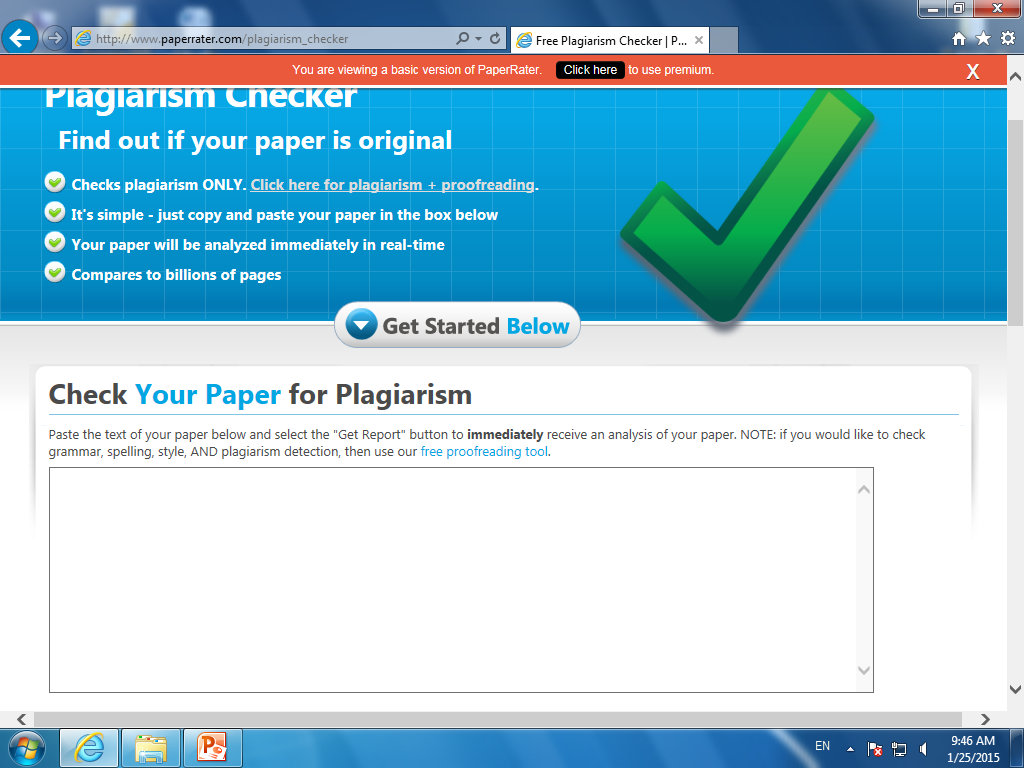 http://www.paperrater.com/plagiarism_checker
Free Plagiarism Checker | P...
You are viewing a basic version of PaperRater. Click here to use premium. X
Plagiarism Checker
Find out if your paper is original
Checks plagiarism ONLY. Click here for plagiarism + proofreading.
It's simple - just copy and paste your paper in the box below
Your paper will be analyzed immediately in real-time
Compares to billions of pages
Get Started Below
Check Your Paper for Plagiarism
Paste the text of your paper below and select the "Get Report" button to immediately receive an analysis of your paper. NOTE: if you would like to check
grammar, spelling, style, AND plagiarism detection, then use our free proofreading tool.
EN
9:46 AM
1/25/2015